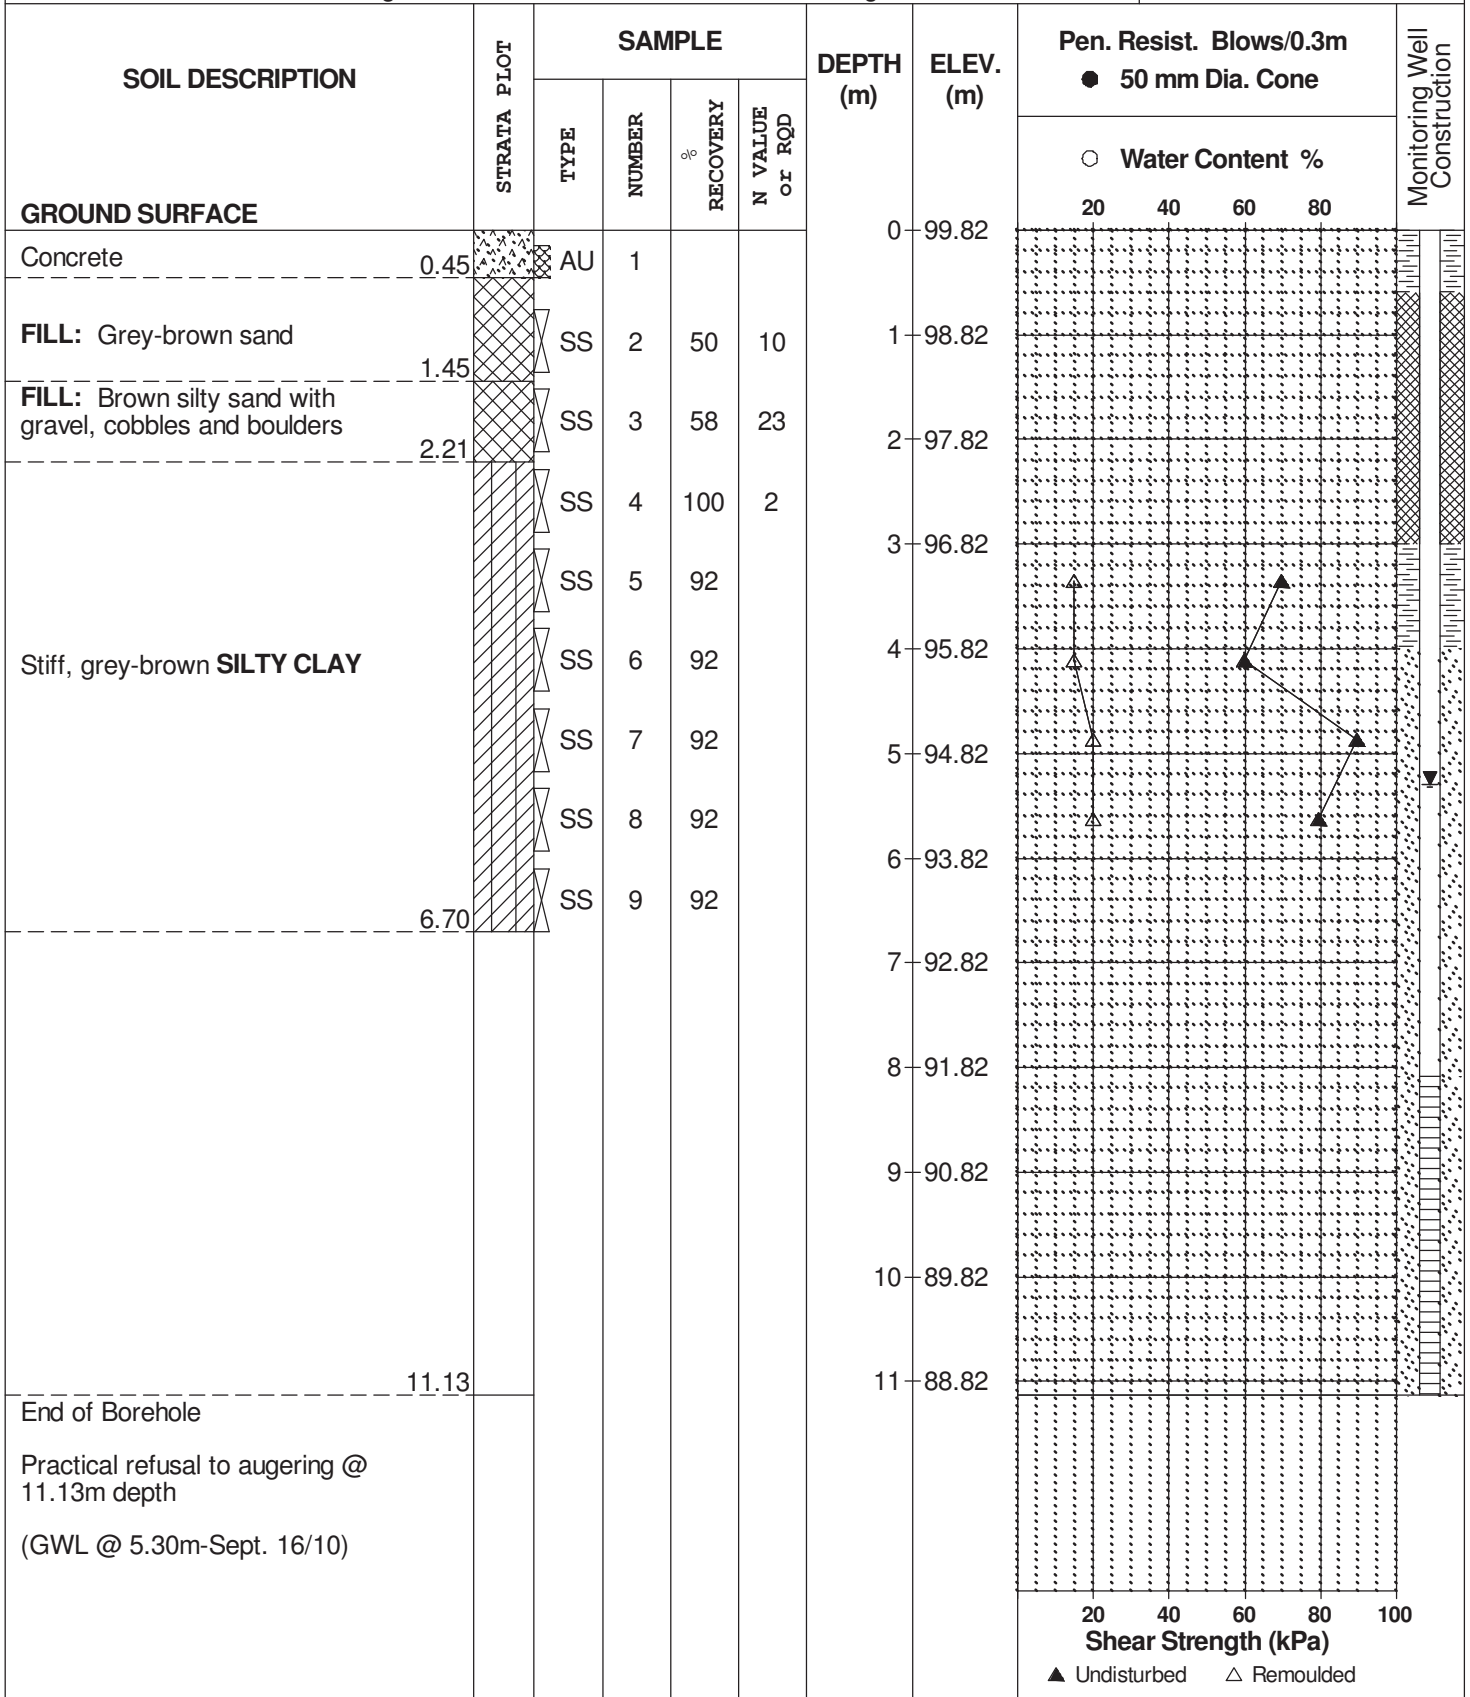 SOIL DESCRIPTION
GROUND SURFACE
STRATA PLOT
SAMPLE
TYPE
NUMBER
%
RECOVERY
N VALUE
or RQD
DEPTH
(m)
ELEV.
(m)
Pen. Resist. Blows/0.3m
● 50 mm Dia. Cone
○ Water Content %
20 40 60 80
Monitoring Well
Construction
0 99.82
Concrete
0.45
AU 1
FILL: Grey-brown sand
1.45
SS 2 50 10
1 98.82
FILL: Brown silty sand with
gravel, cobbles and boulders
2.21
SS 3 58 23
2 97.82
SS 4 100 2
3 96.82
SS 5 92
Stiff, grey-brown SILTY CLAY
SS 6 92
4 95.82
SS 7 92
5 94.82
SS 8 92
6 93.82
SS 9 92
6.70
7 92.82
8 91.82
9 90.82
10 89.82
11 88.82
11.13
End of Borehole
Practical refusal to augering @
11.13m depth
(GWL @ 5.30m-Sept. 16/10)
20 40 60 80 100
Shear Strength (kPa)
▲ Undisturbed △ Remoulded